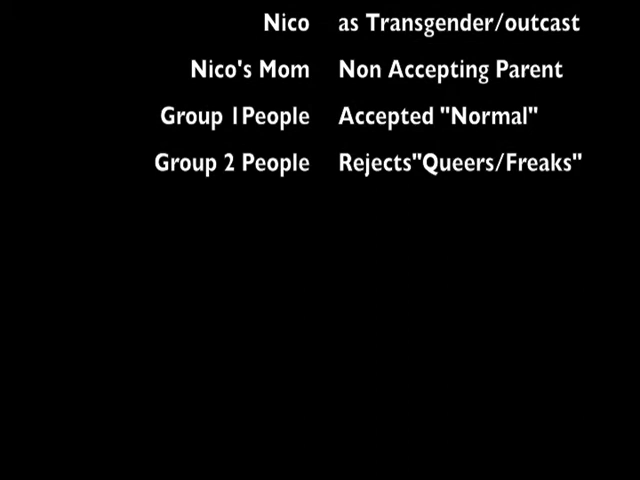 Nico as Transgender/outcast
Nico's Mom Non Accepting Parent
Group 1People Accepted "Normal"
Group 2 People Rejects"Queers/Freaks"